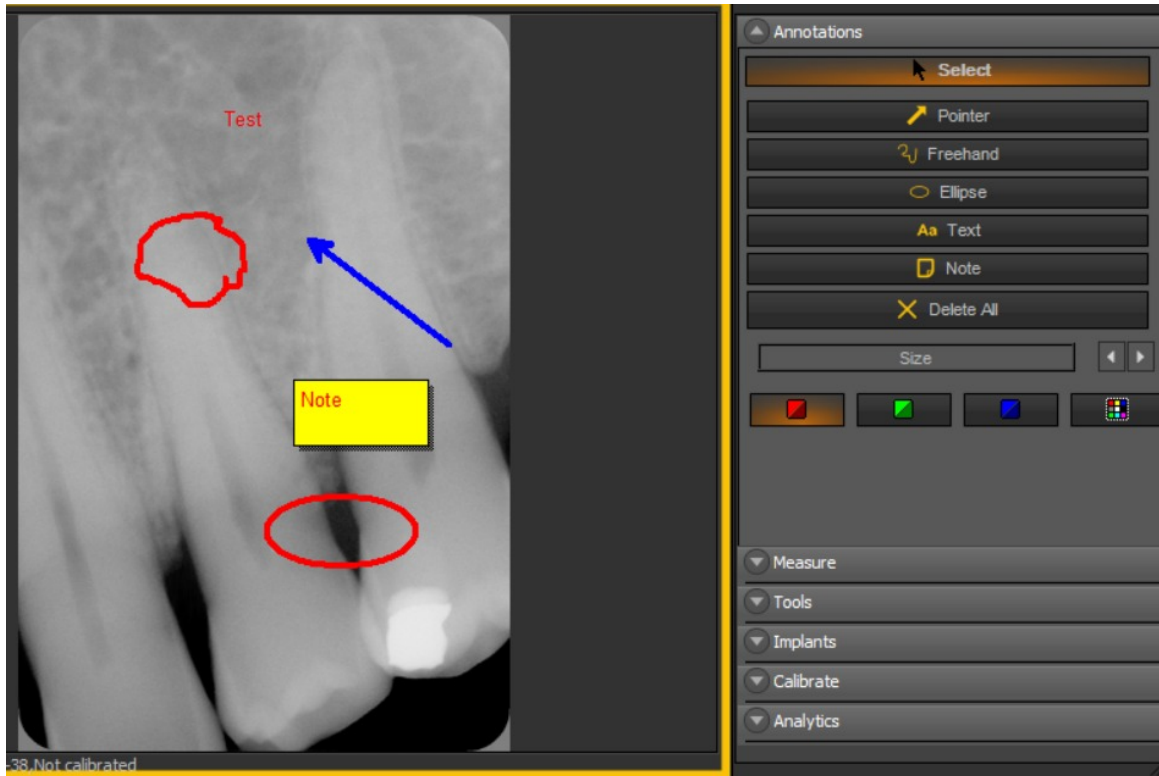 Test
Note
-38,Not calibrated
Annotations
Select
Pointer
Freehand
Ellipse
Aa Text
Note
Delete All
Size
Measure
Tools
Implants
Calibrate
Analytics